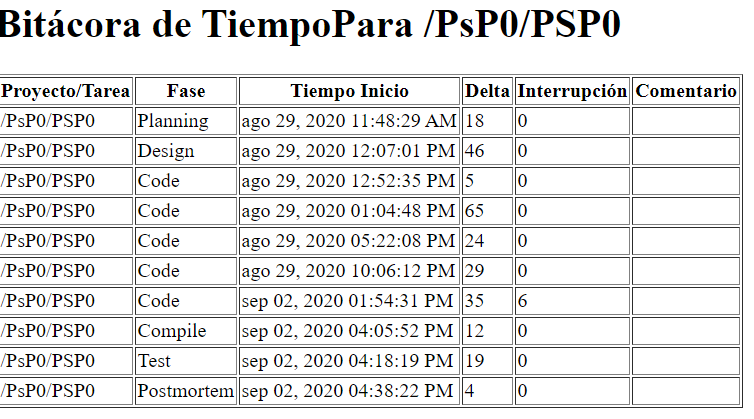 Bitácora de TiempoPara /PsP0/PSP0
Proyecto/Tarea Fase Tiempo Inicio Delta Interrupción Comentario
/PsP0/PSP0 Planning ago 29, 2020 11:48:29 AM 18 0
/PsP0/PSP0 Design ago 29, 2020 12:07:01 PM 46 0
/PsP0/PSP0 Code ago 29, 2020 12:52:35 PM 5 0
/PsP0/PSP0 Code ago 29, 2020 01:04:48 PM 65 0
/PsP0/PSP0 Code ago 29, 2020 05:22:08 PM 24 0
/PsP0/PSP0 Code ago 29, 2020 10:06:12 PM 29 0
/PsP0/PSP0 Code sep 02, 2020 01:54:31 PM 35 6
/PsP0/PSP0 Compile sep 02, 2020 04:05:52 PM 12 0
/PsP0/PSP0 Test sep 02, 2020 04:18:19 PM 19 0
/PsP0/PSP0 Postmortem sep 02, 2020 04:38:22 PM 4 0